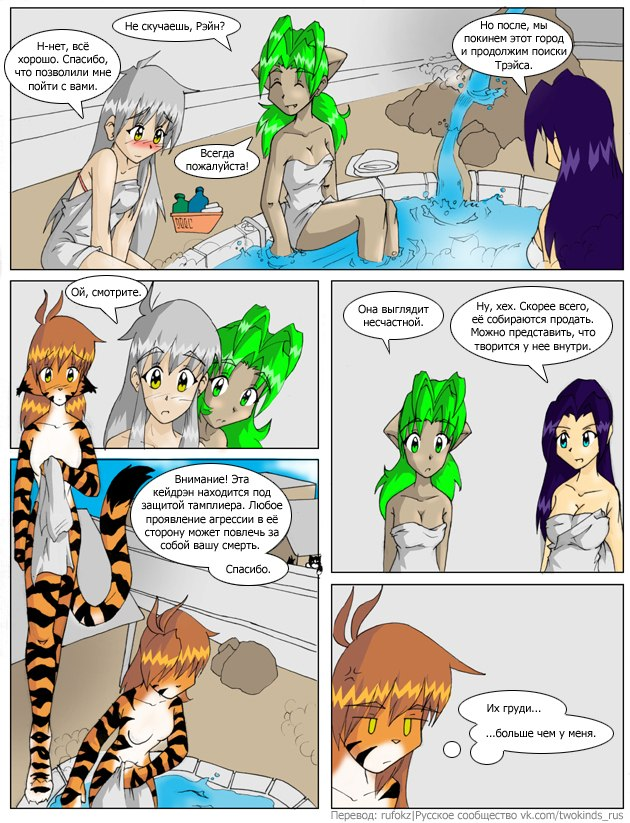 Не скучаешь, Рэйн?
Н-нет, всё
хорошо. Спасибо,
что позволили мне
пойти с вами.
Всегда
пожалуйста!
Но после, мы
покинем этот город
и продолжим поиски
Трэйса.
Ой, смотрите.
Она выглядит
несчастной.
Ну, хех. Скорее всего,
её собираются продать.
Можно представить, что
творится у нее внутри.
Внимание! Эта
кейдрэн находится под
защитой тамплиера. Любое
проявление агрессии в её
сторону может повлечь за
собой вашу смерть.
Спасибо.
Их груди...
...больше чем у меня.
Перевод: rufokz|Русское сообщество vk.com/twokinds_rus